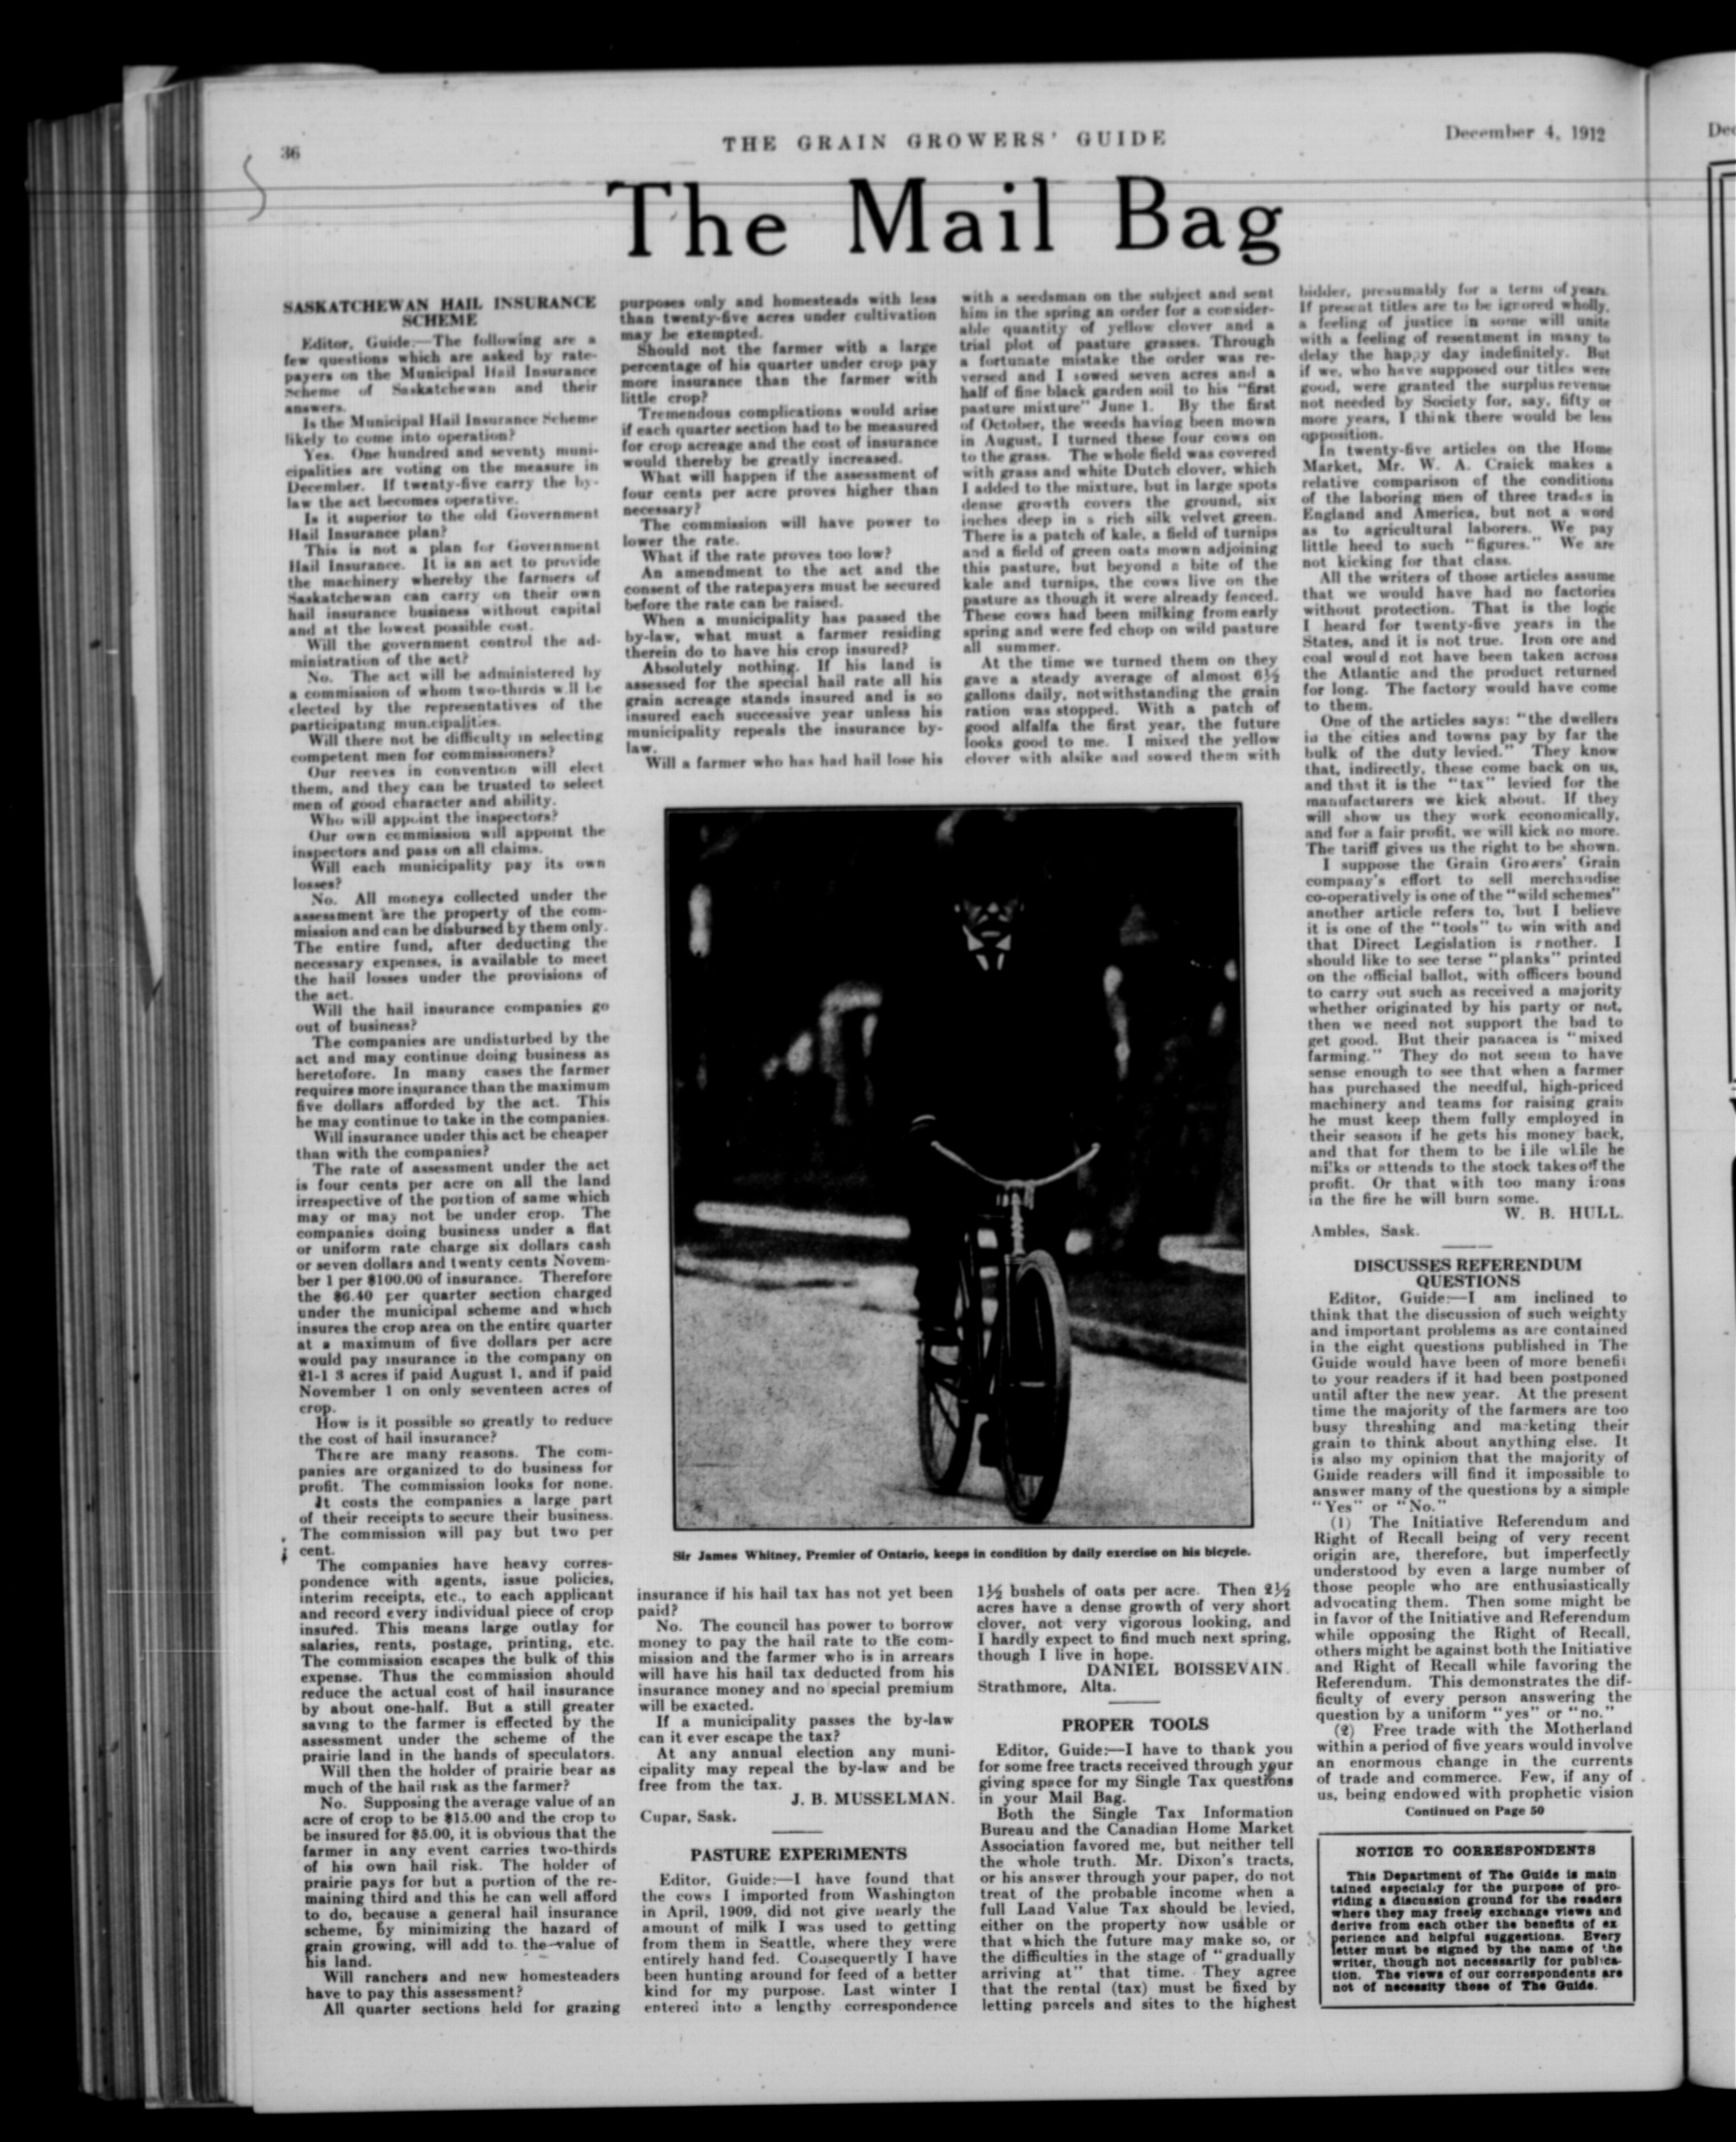 36
THE GRAIN GROWERS' GUIDE
December 4, 1912
The Mail Bag
SASKATCHEWAN HAIL INSURANCE
SCHEME
Editor, Guide:—The following are a
few questions which are asked by rate-
payers on the Municipal Hail Insurance
Scheme of Saskatchewan and their
answers.
Is the Municipal Hail Insurance Scheme
likely to come into operation?
Yes. One hundred and seventy muni-
cipalities are voting on the measure in
December. If twenty-five carry the by-
law the act becomes operative.
Is it superior to the old Government
Hail Insurance plan?
This is not a plan for Government
Hail Insurance. It is an act to provide
the machinery whereby the farmers of
Saskatchewan can carry on their own
hail insurance business without capital
and at the lowest possible cost.
Will the government control the ad-
ministration of the act?
No. The act will be administered by
a commission of whom two-thirds will be
elected by the representatives of the
participating municipalities.
Will there not be difficulty in selecting
competent men for commissioners?
Our reeves in convention will elect
them, and they can be trusted to select
men of good character and ability.
Who will appoint the inspectors?
Our own commission will appoint the
inspectors and pass on all claims.
Will each municipality pay its own
losses?
No. All moneys collected under the
assessment are the property of the com-
mission and can be disbursed by them only.
The entire fund, after deducting the
necessary expenses, is available to meet
the hail losses under the provisions of
the act.
Will the hail insurance companies go
out of business?
The companies are undisturbed by the
act and may continue doing business as
heretofore. In many cases the farmer
requires more insurance than the maximum
five dollars afforded by the act. This
he may continue to take in the companies.
Will insurance under this act be cheaper
than with the companies?
The rate of assessment under the act
is four cents per acre on all the land
irrespective of the portion of same which
may or may not be under crop. The
companies doing business under a flat
or uniform rate charge six dollars cash
or seven dollars and twenty cents Novem-
ber 1 per $100.00 of insurance. Therefore
the $6.40 per quarter section charged
under the municipal scheme and which
insures the crop area on the entire quarter
at a maximum of five dollars per acre
would pay insurance in the company on
21-1 3 acres if paid August 1, and if paid
November 1 on only seventeen acres of
crop.
How is it possible so greatly to reduce
the cost of hail insurance?
There are many reasons. The com-
panies are organized to do business for
profit. The commission looks for none.
It costs the companies a large part
of their receipts to secure their business.
The commission will pay but two per
cent.
The companies have heavy corres-
pondence with agents, issue policies,
interim receipts, etc., to each applicant
and record every individual piece of crop
insured. This means large outlay for
salaries, rents, postage, printing, etc.
The commission escapes the bulk of this
expense. Thus the commission should
reduce the actual cost of hail insurance
by about one-half. But a still greater
saving to the farmer is effected by the
assessment under the scheme of the
prairie land in the hands of speculators.
Will then the holder of prairie bear as
much of the hail risk as the farmer?
No. Supposing the average value of an
acre of crop to be $15.00 and the crop to
be insured for $5.00, it is obvious that the
farmer in any event carries two-thirds
of his own hail risk. The holder of
prairie pays for but a portion of the re-
maining third and this he can well afford
to do, because a general hail insurance
scheme, by minimizing the hazard of
grain growing, will add to the value of
his land.
Will ranchers and new homesteaders
have to pay this assessment?
All quarter sections held for grazing
purposes only and homesteads with less
than twenty-five acres under cultivation
may be exempted.
Should not the farmer with a large
percentage of his quarter under crop pay
more insurance than the farmer with
little crop?
Tremendous complications would arise
if each quarter section had to be measured
for crop acreage and the cost of insurance
would thereby be greatly increased.
What will happen if the assessment of
four cents per acre proves higher than
necessary?
The commission will have power to
lower the rate.
What if the rate proves too low?
An amendment to the act and the
consent of the ratepayers must be secured
before the rate can be raised.
When a municipality has passed the
by-law, what must a farmer residing
therein do to have his crop insured?
Absolutely nothing. If his land is
assessed for the special hail rate all his
grain acreage stands insured and is so
insured each successive year unless his
municipality repeals the insurance by-
law.
Will a farmer who has had hail lose his
insurance if his hail tax has not yet been
paid?
No. The council has power to borrow
money to pay the hail rate to the com-
mission and the farmer who is in arrears
will have his hail tax deducted from his
insurance money and no special premium
will be exacted.
If a municipality passes the by-law
can it ever escape the tax?
At any annual election any muni-
cipality may repeal the by-law and be
free from the tax.
J. B. MUSSELMAN.
Cupar, Sask.
PASTURE EXPERIMENTS
Editor, Guide:—I have found that
the cows I imported from Washington
in April, 1909, did not give nearly the
amount of milk I was used to getting
from them in Seattle, where they were
entirely hand fed. Consequently I have
been hunting around for feed of a better
kind for my purpose. Last winter I
entered into a lengthy correspondence
with a seedsman on the subject and sent
him in the spring an order for a consider-
able quantity of yellow clover and a
trial plot of pasture grasses. Through
a fortunate mistake the order was re-
versed and I sowed seven acres and a
half of fine black garden soil to his "first
pasture mixture" June 1. By the first
of October, the weeds having been mown
in August, I turned these four cows on
to the grass. The whole field was covered
with grass and white Dutch clover, which
I added to the mixture, but in large spots
dense growth covers the ground, six
inches deep in a rich silk velvet green.
There is a patch of kale, a field of turnips
and a field of green oats mown adjoining
this pasture, but beyond a bite of the
kale and turnips, the cows live on the
pasture as though it were already fenced.
These cows had been milking from early
spring and were fed chop on wild pasture
all summer.
At the time we turned them on they
gave a steady average of almost 6½
gallons daily, notwithstanding the grain
ration was stopped. With a patch of
good alfalfa the first year, the future
looks good to me. I mixed the yellow
clover with alsike and sowed them with
Sir James Whitney, Premier of Ontario, keeps in condition by daily exercise on his bicycle.
1½ bushels of oats per acre. Then 2½
acres have a dense growth of very short
clover, not very vigorous looking, and
I hardly expect to find much next spring,
though I live in hope.
DANIEL BOISSEVAIN.
Strathmore, Alta.
PROPER TOOLS
Editor, Guide:—I have to thank you
for some free tracts received through your
giving space for my Single Tax questions
in your Mail Bag.
Both the Single Tax Information
Bureau and the Canadian Home Market
Association favored me, but neither tell
the whole truth. Mr. Dixon's tracts,
or his answer through your paper, do not
treat of the probable income when a
full Land Value Tax should be levied,
either on the property now usable or
that which the future may make so, or
the difficulties in the stage of "gradually
arriving at" that time. They agree
that the rental (tax) must be fixed by
letting parcels and sites to the highest
bidder, presumably for a term of years.
If present titles are to be ignored wholly,
a feeling of justice in some will unite
with a feeling of resentment in many to
delay the happy day indefinitely. But
if we, who have supposed our titles were
good, were granted the surplus revenue
not needed by Society for, say, fifty or
more years, I think there would be less
opposition.
In twenty-five articles on the Home
Market, Mr. W. A. Craick makes a
relative comparison of the conditions
of the laboring men of three trades in
England and America, but not a word
as to agricultural laborers. We pay
little heed to such "figures." We are
not kicking for that class.
All the writers of those articles assume
that we would have had no factories
without protection. That is the logic
I heard for twenty-five years in the
States, and it is not true. Iron ore and
coal would not have been taken across
the Atlantic and the product returned
for long. The factory would have come
to them.
One of the articles says: "the dwellers
in the cities and towns pay by far the
bulk of the duty levied." They know
that, indirectly, these come back on us,
and that it is the "tax" levied for the
manufacturers we kick about. If they
will show us they work economically,
and for a fair profit, we will kick no more.
The tariff gives us the right to be shown.
I suppose the Grain Growers' Grain
company's effort to sell merchandise
co-operatively is one of the "wild schemes"
another article refers to, but I believe
it is one of the "tools" to win with and
that Direct Legislation is another. I
should like to see terse "planks" printed
on the official ballot, with officers bound
to carry out such as received a majority
whether originated by his party or not,
then we need not support the bad to
get good. But their panacea is "mixed
farming." They do not seem to have
sense enough to see that when a farmer
has purchased the needful, high-priced
machinery and teams for raising grain
he must keep them fully employed in
their season if he gets his money back,
and that for them to be idle while he
milks or attends to the stock takes off the
profit. Or that with too many irons
in the fire he will burn some.
W. B. HULL.
Ambles, Sask.
DISCUSSES REFERENDUM
QUESTIONS
Editor, Guide:—I am inclined to
think that the discussion of such weighty
and important problems as are contained
in the eight questions published in The
Guide would have been of more benefit
to your readers if it had been postponed
until after the new year. At the present
time the majority of the farmers are too
busy threshing and marketing their
grain to think about anything else. It
is also my opinion that the majority of
Guide readers will find it impossible to
answer many of the questions by a simple
"Yes" or "No."
(1) The Initiative Referendum and
Right of Recall being of very recent
origin are, therefore, but imperfectly
understood by even a large number of
those people who are enthusiastically
advocating them. Then some might be
in favor of the Initiative and Referendum
while opposing the Right of Recall,
others might be against both the Initiative
and Right of Recall while favoring the
Referendum. This demonstrates the dif-
ficulty of every person answering the
question by a uniform "yes" or "no."
(2) Free trade with the Motherland
within a period of five years would involve
an enormous change in the currents
of trade and commerce. Few, if any of
us, being endowed with prophetic vision
Continued on Page 50
NOTICE TO CORRESPONDENTS
This Department of The Guide is main
tained especially for the purpose of pro-
viding a discussion ground for the readers
where they may freely exchange views and
derive from each other the benefits of ex
perience and helpful suggestions. Every
letter must be signed by the name of the
writer, though not necessarily for publica-
tion. The views of our correspondents are
not of necessity those of The Guide.
Dec